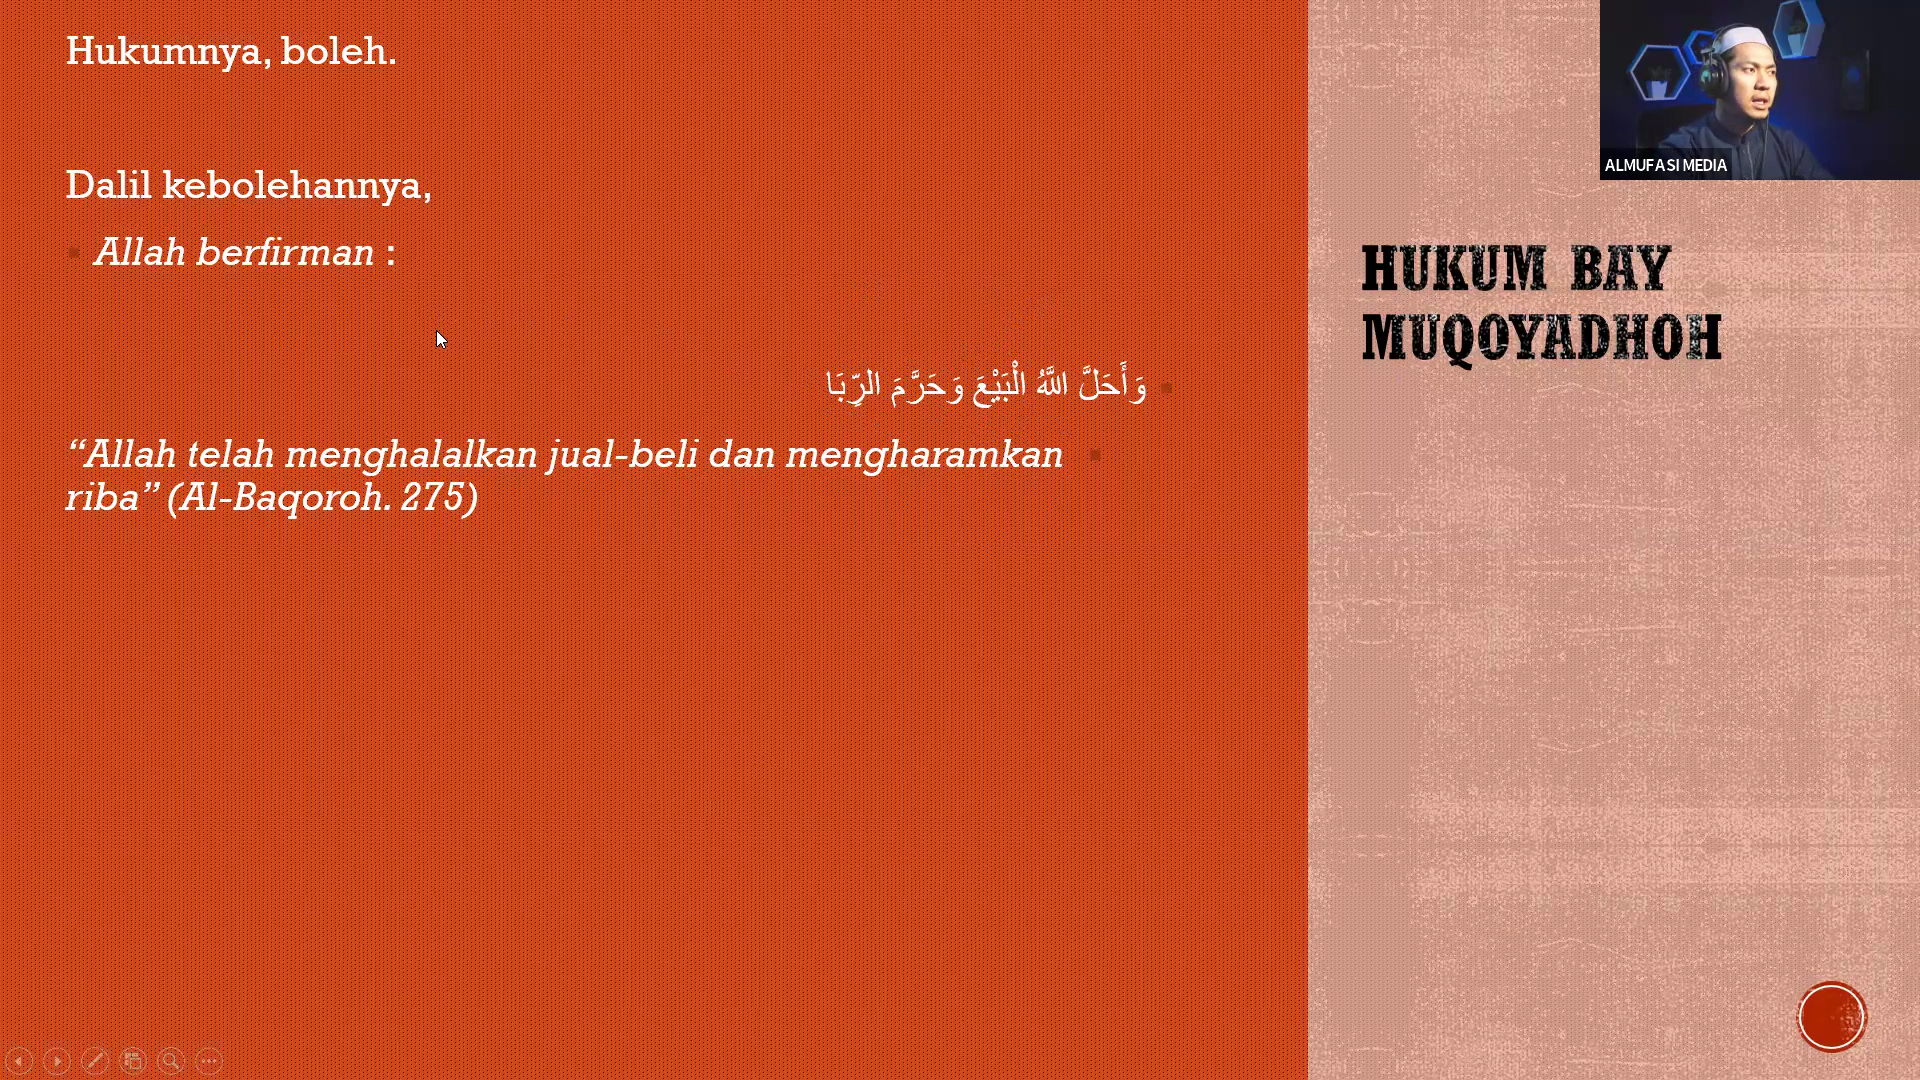 Hukumnya, boleh.
Dalil kebolehannya,
Allah berfirman :
وَأَحَلَّ اللَّهُ الْبَيْعَ وَحَرَّمَ الرِّبَا
“Allah telah menghalalkan jual-beli dan mengharamkan
riba” (Al-Baqoroh. 275)
HUKUM BAY
MUQOYADHOH
ALMUFASI MEDIA